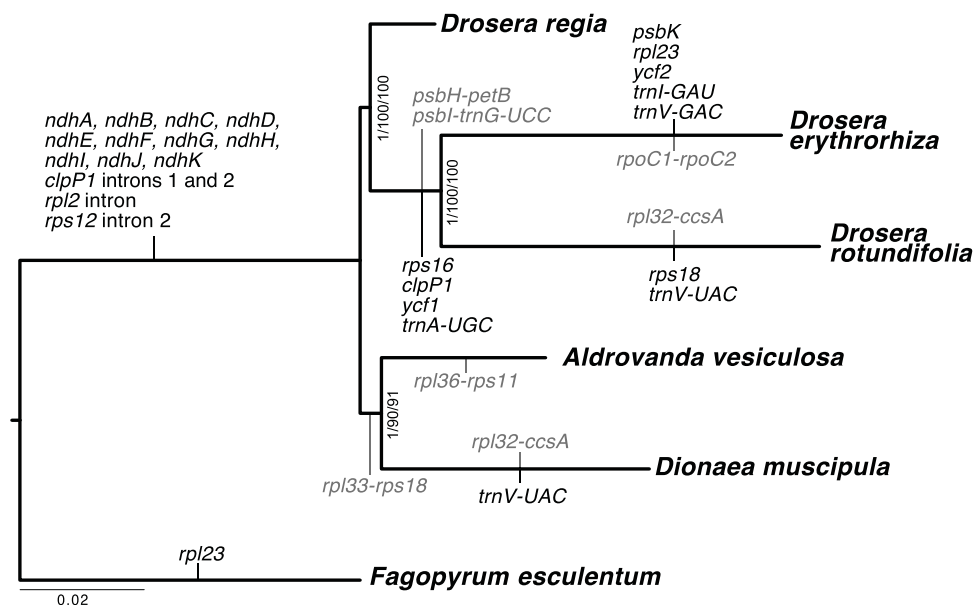 Drosera regia
psbK
rpl23
ycf2
trnI-GAU
trnV-GAC
psbH-petB
psbI-trnG-UCC
1/100/100
ndhA, ndhB, ndhC, ndhD,
ndhE, ndhF, ndhG, ndhH,
ndhI, ndhJ, ndhK
clpP1 introns 1 and 2
rpl2 intron
rps12 intron 2
Drosera
erythrorhiza
rpoC1-rpoC2
1/100/100
rpl32-ccsA
Drosera
rotundifolia
rps18
trnV-UAC
rps16
clpP1
ycf1
trnA-UGC
Aldrovanda vesiculosa
rpl36-rps11
1/90/91
rpl32-ccsA
Dionaea muscipula
rpl33-rps18
trnV-UAC
rpl23
Fagopyrum esculentum
0.02